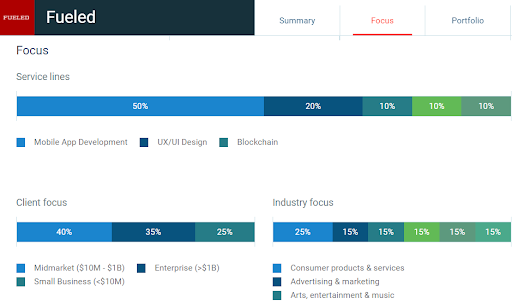 FUELED
Fueled
Summary
Focus
Portfolio
Focus
Service lines
50% 20% 10% 10% 10%
Mobile App Development UX/UI Design Blockchain
Client focus
40% 35% 25%
Midmarket ($10M - $1B) Enterprise (>$1B)
Small Business (<$10M)
Industry focus
25% 15% 15% 15% 15% 15%
Consumer products & services
Advertising & marketing
Arts, entertainment & music